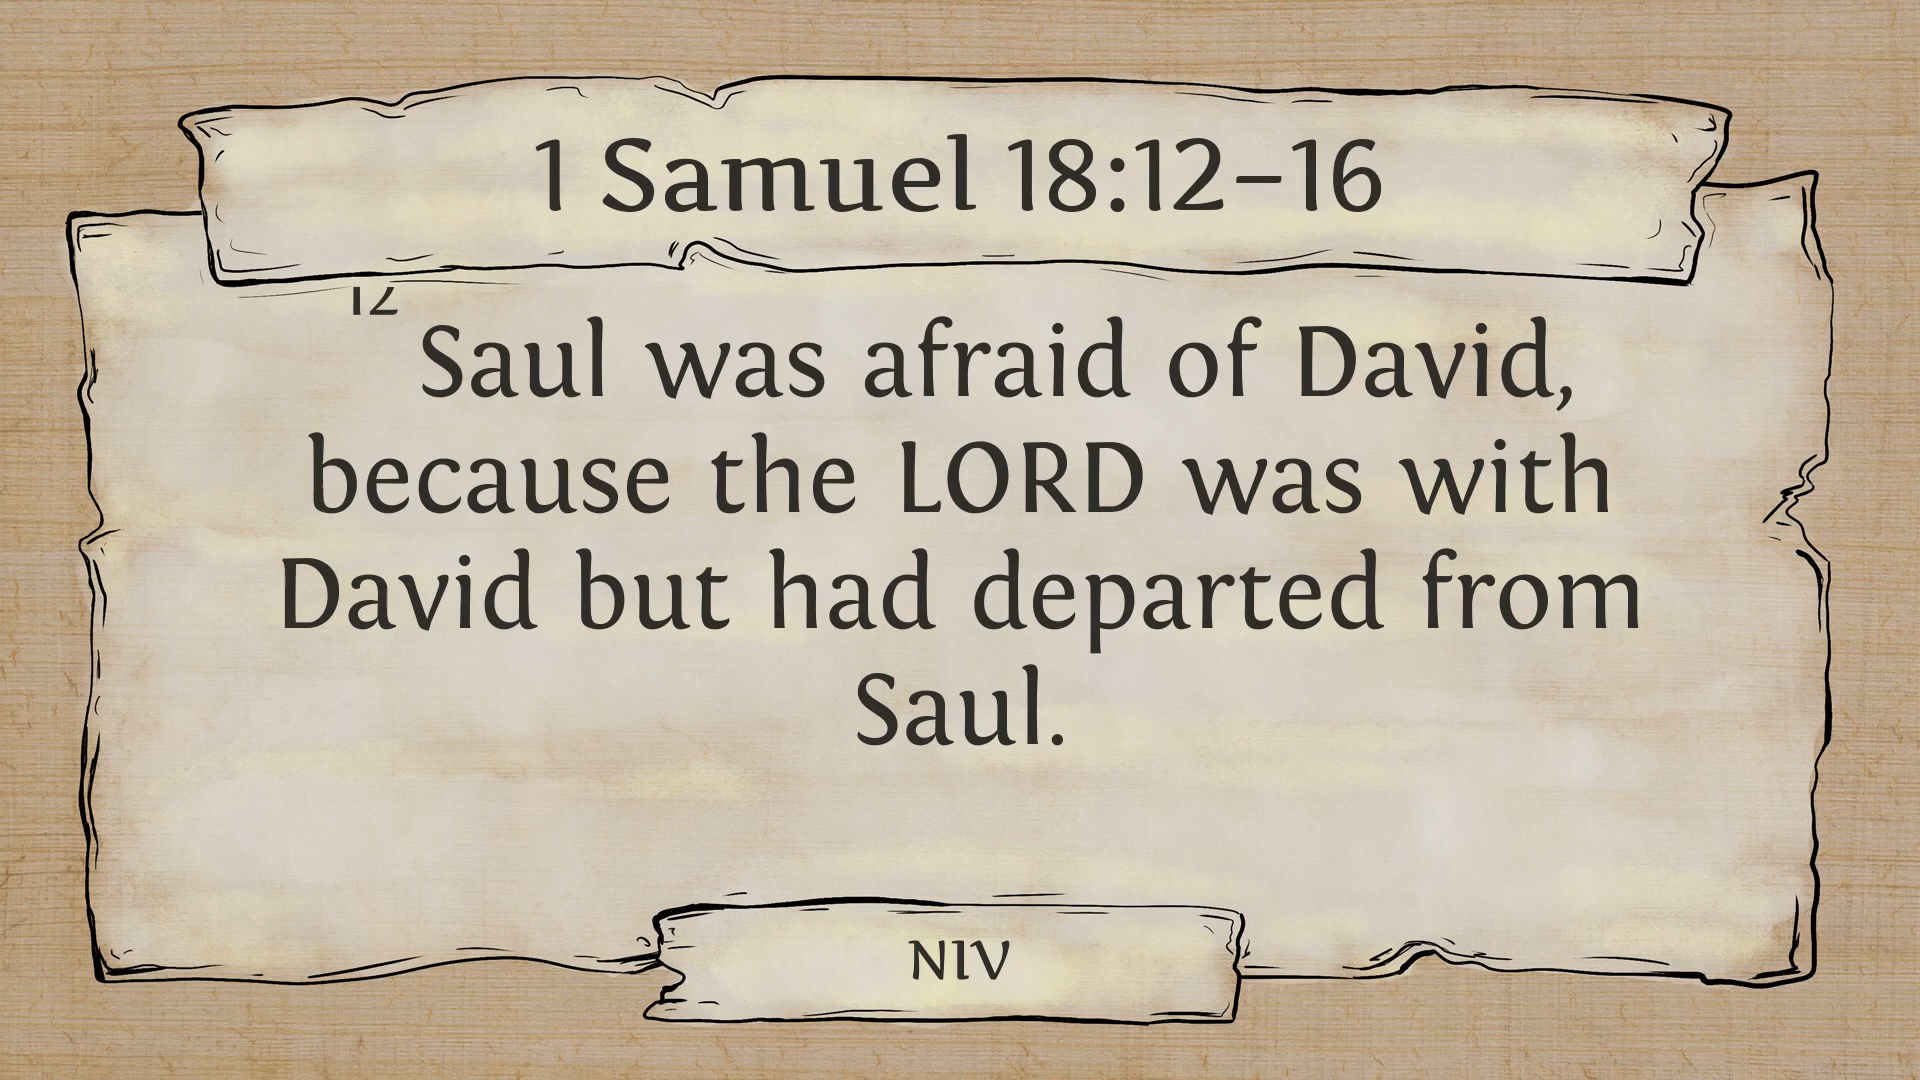 1 Samuel 18:12–16
12 Saul was afraid of David,
because the LORD was with
David but had departed from
Saul.
NIV